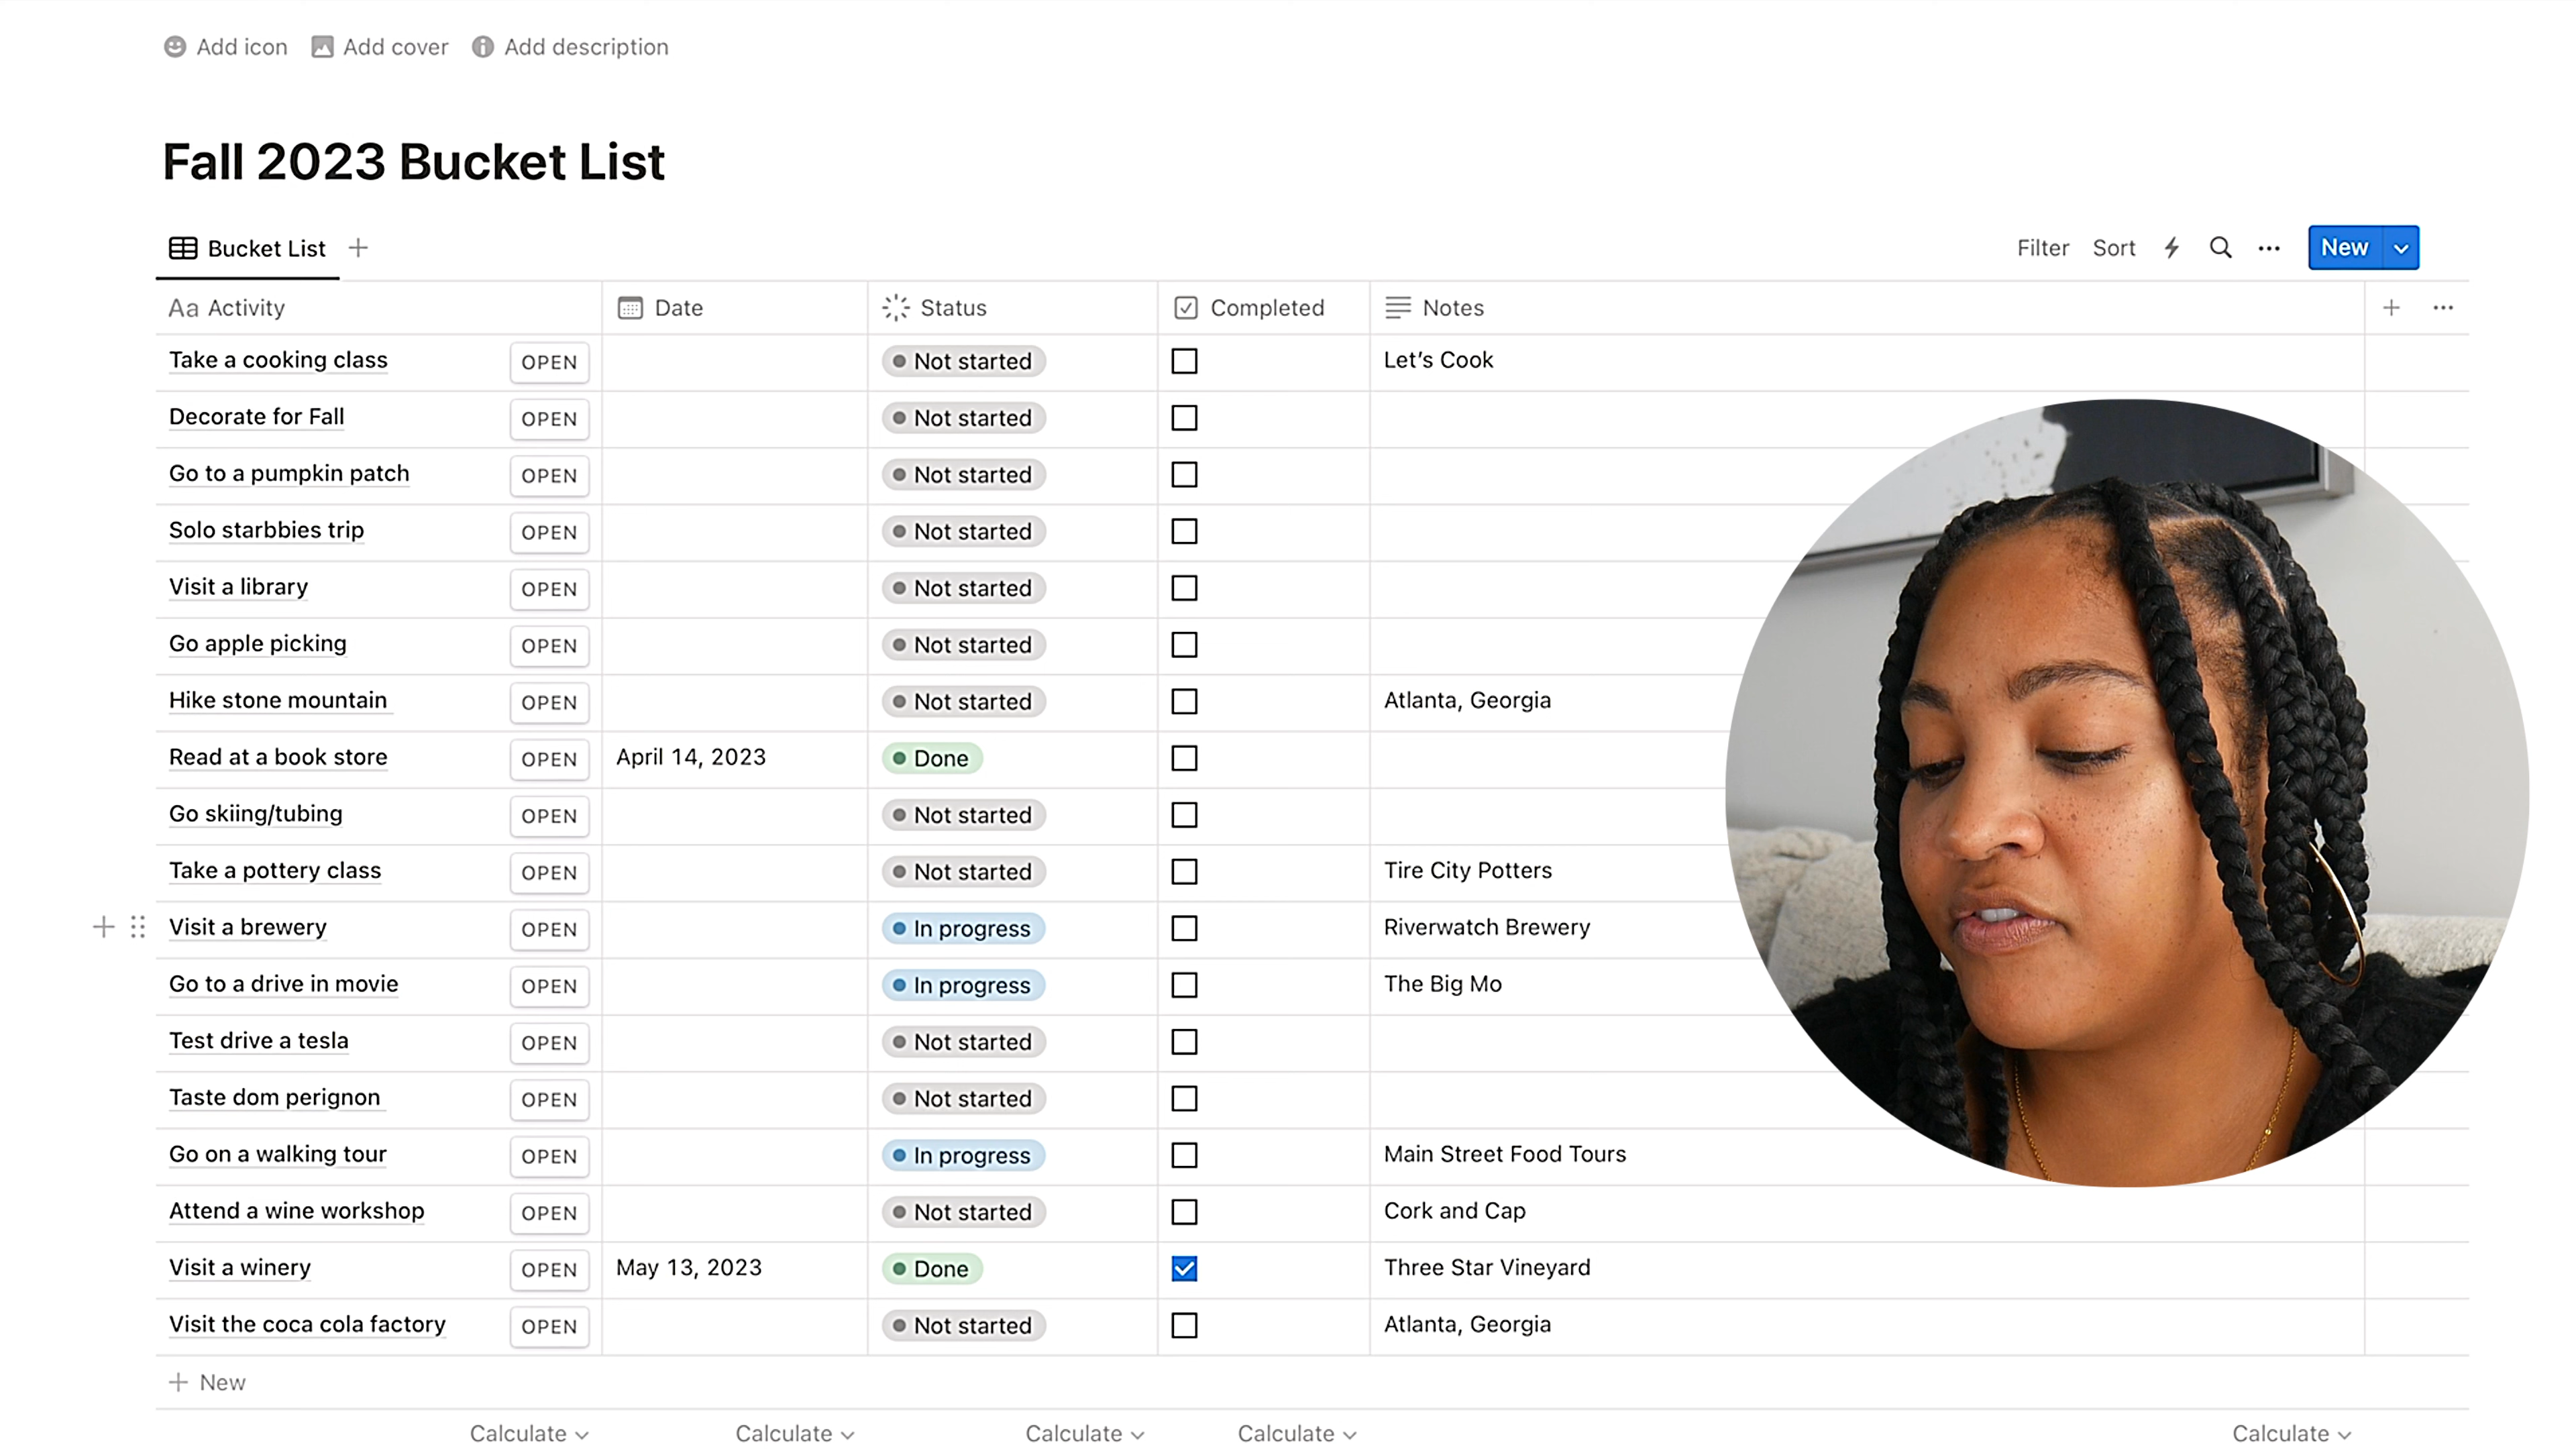 Add icon Add cover Add description
Fall 2023 Bucket List
Bucket List Filter Sort New
Aa Activity Date Status Completed Notes
Take a cooking class OPEN Not started Let's Cook
Decorate for Fall OPEN Not started
Go to a pumpkin patch OPEN Not started
Solo starbbies trip OPEN Not started
Visit a library OPEN Not started
Go apple picking OPEN Not started
Hike stone mountain OPEN Not started Atlanta, Georgia
Read at a book store OPEN April 14, 2023 Done
Go skiing/tubing OPEN Not started
Take a pottery class OPEN Not started Tire City Potters
Visit a brewery OPEN In progress Riverwatch Brewery
Go to a drive in movie OPEN In progress The Big Mo
Test drive a tesla OPEN Not started
Taste dom perignon OPEN Not started
Go on a walking tour OPEN In progress Main Street Food Tours
Attend a wine workshop OPEN Not started Cork and Cap
Visit a winery OPEN May 13, 2023 Done Three Star Vineyard
Visit the coca cola factory OPEN Not started Atlanta, Georgia
New
Calculate Calculate Calculate Calculate Calculate